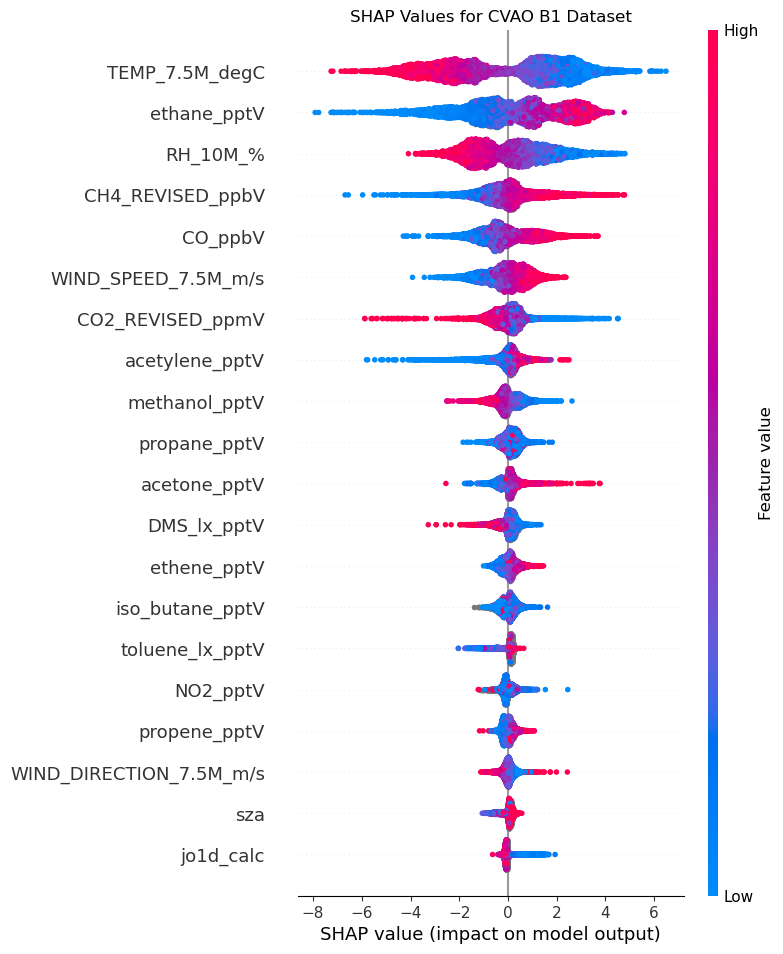 SHAP Values for CVAO B1 Dataset
High
TEMP_7.5M_degC
ethane_pptV
RH_10M_%
CH4_REVISED_ppbV
CO_ppbV
WIND_SPEED_7.5M_m/s
CO2_REVISED_ppmV
acetylene_pptV
methanol_pptV
propane_pptV
acetone_pptV
DMS_lx_pptV
ethene_pptV
iso_butane_pptV
toluene_lx_pptV
NO2_pptV
propene_pptV
WIND_DIRECTION_7.5M_m/s
sza
jo1d_calc
Feature value
Low
−8 −6 −4 −2 0 2 4 6
SHAP value (impact on model output)